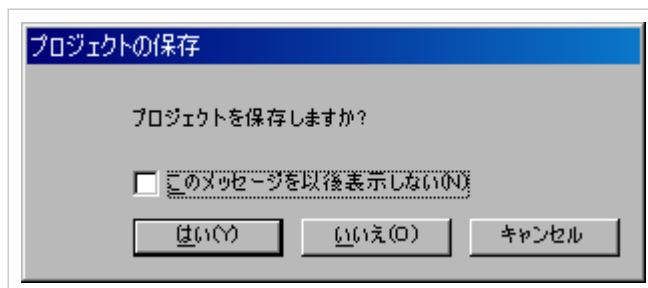 プロジェクトの保存
プロジェクトを保存しますか?
このメッセージを以後表示しない(N)
はい(Y)
いいえ(O)
キャンセル